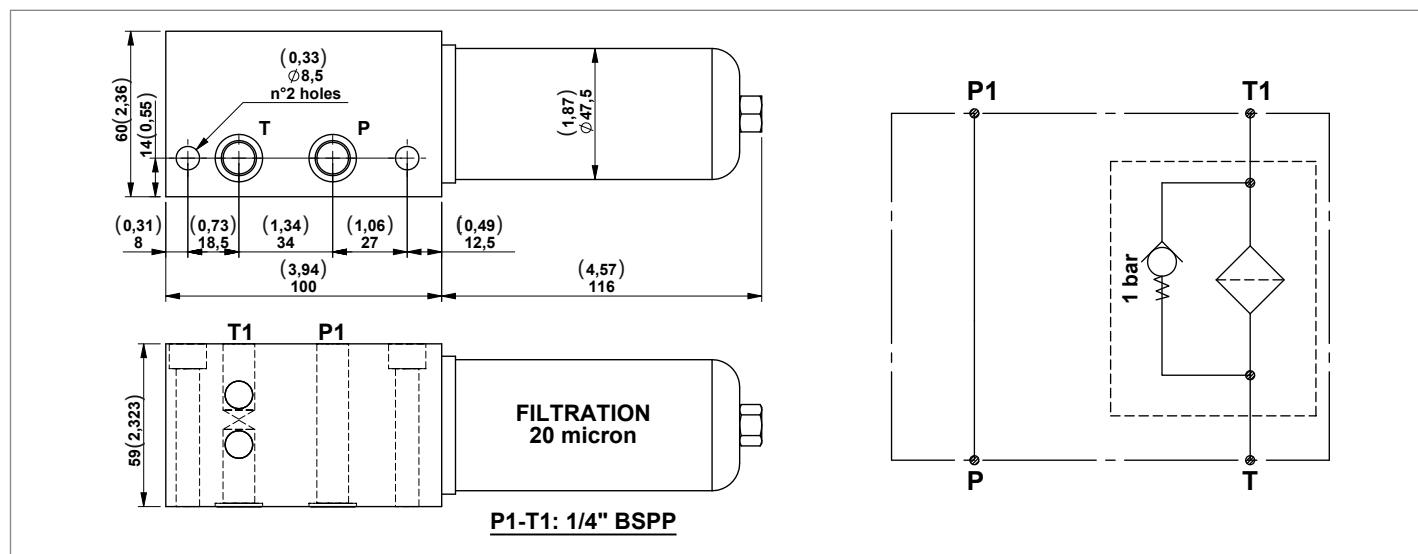 (0,33)
Ø8,5
n°2 holes
60(2,36)
14(0,55)
T
P
(1,87)
Ø47,5
(0,31)
8
(0,73)
18,5
(1,34)
34
(1,06)
27
(0,49)
12,5
(3,94)
100
(4,57)
116
T1
P1
59(2,323)
FILTRATION
20 micron
P1-T1: 1/4" BSPP
P1
T1
1 bar
P
T